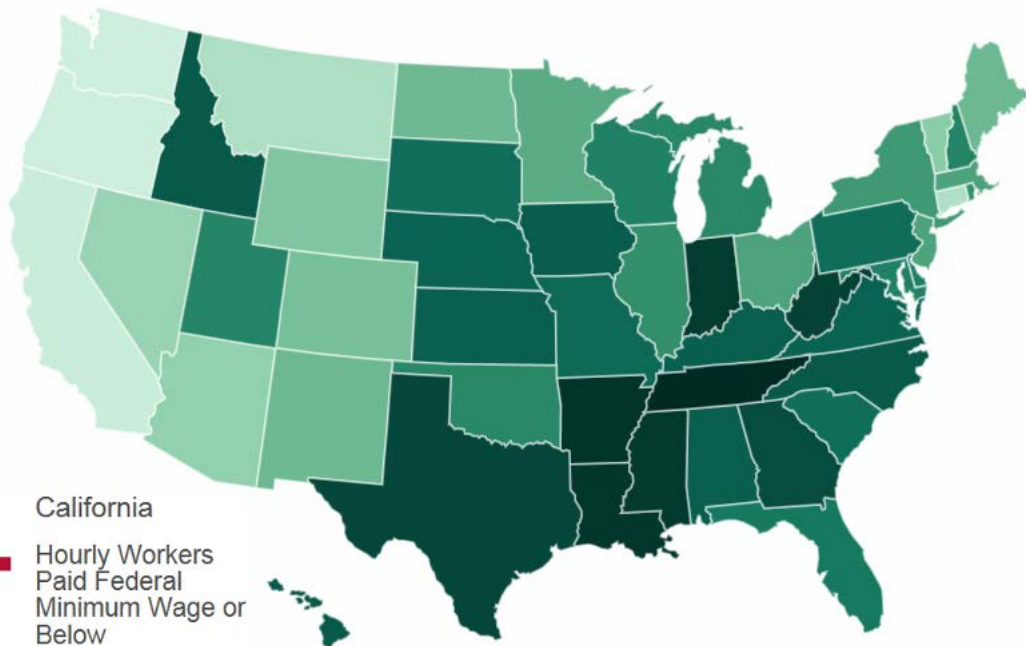 California
Hourly Workers
Paid Federal
Minimum Wage or
Below